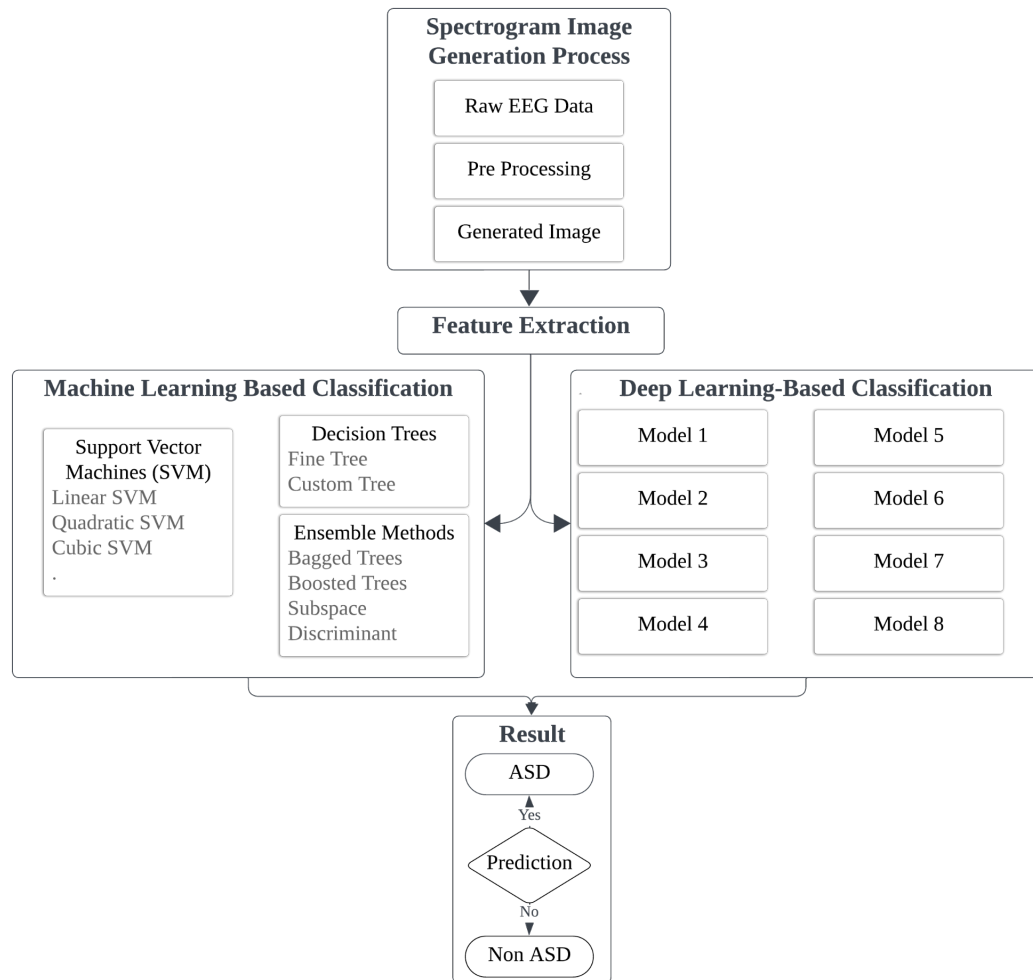 Spectrogram Image
Generation Process
Raw EEG Data
Pre Processing
Generated Image
Feature Extraction
Machine Learning Based Classification
Support Vector
Machines (SVM)
Linear SVM
Quadratic SVM
Cubic SVM
.
Decision Trees
Fine Tree
Custom Tree
Ensemble Methods
Bagged Trees
Boosted Trees
Subspace
Discriminant
Deep Learning-Based Classification
Model 1
Model 2
Model 3
Model 4
Model 5
Model 6
Model 7
Model 8
Result
ASD
Yes
Prediction
No
Non ASD